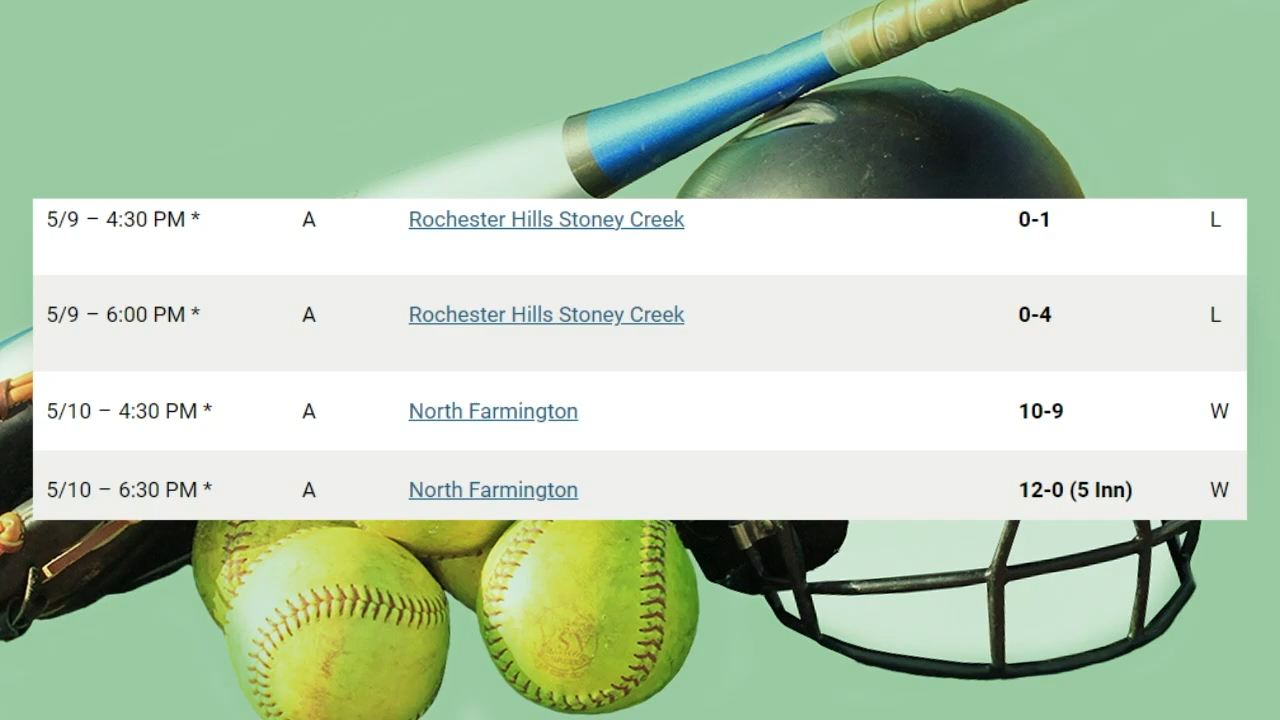 5/9 – 4:30 PM * A Rochester Hills Stoney Creek 0-1 L
5/9 – 6:00 PM * A Rochester Hills Stoney Creek 0-4 L
5/10 – 4:30 PM * A North Farmington 10-9 W
5/10 – 6:30 PM * A North Farmington 12-0 (5 Inn) W